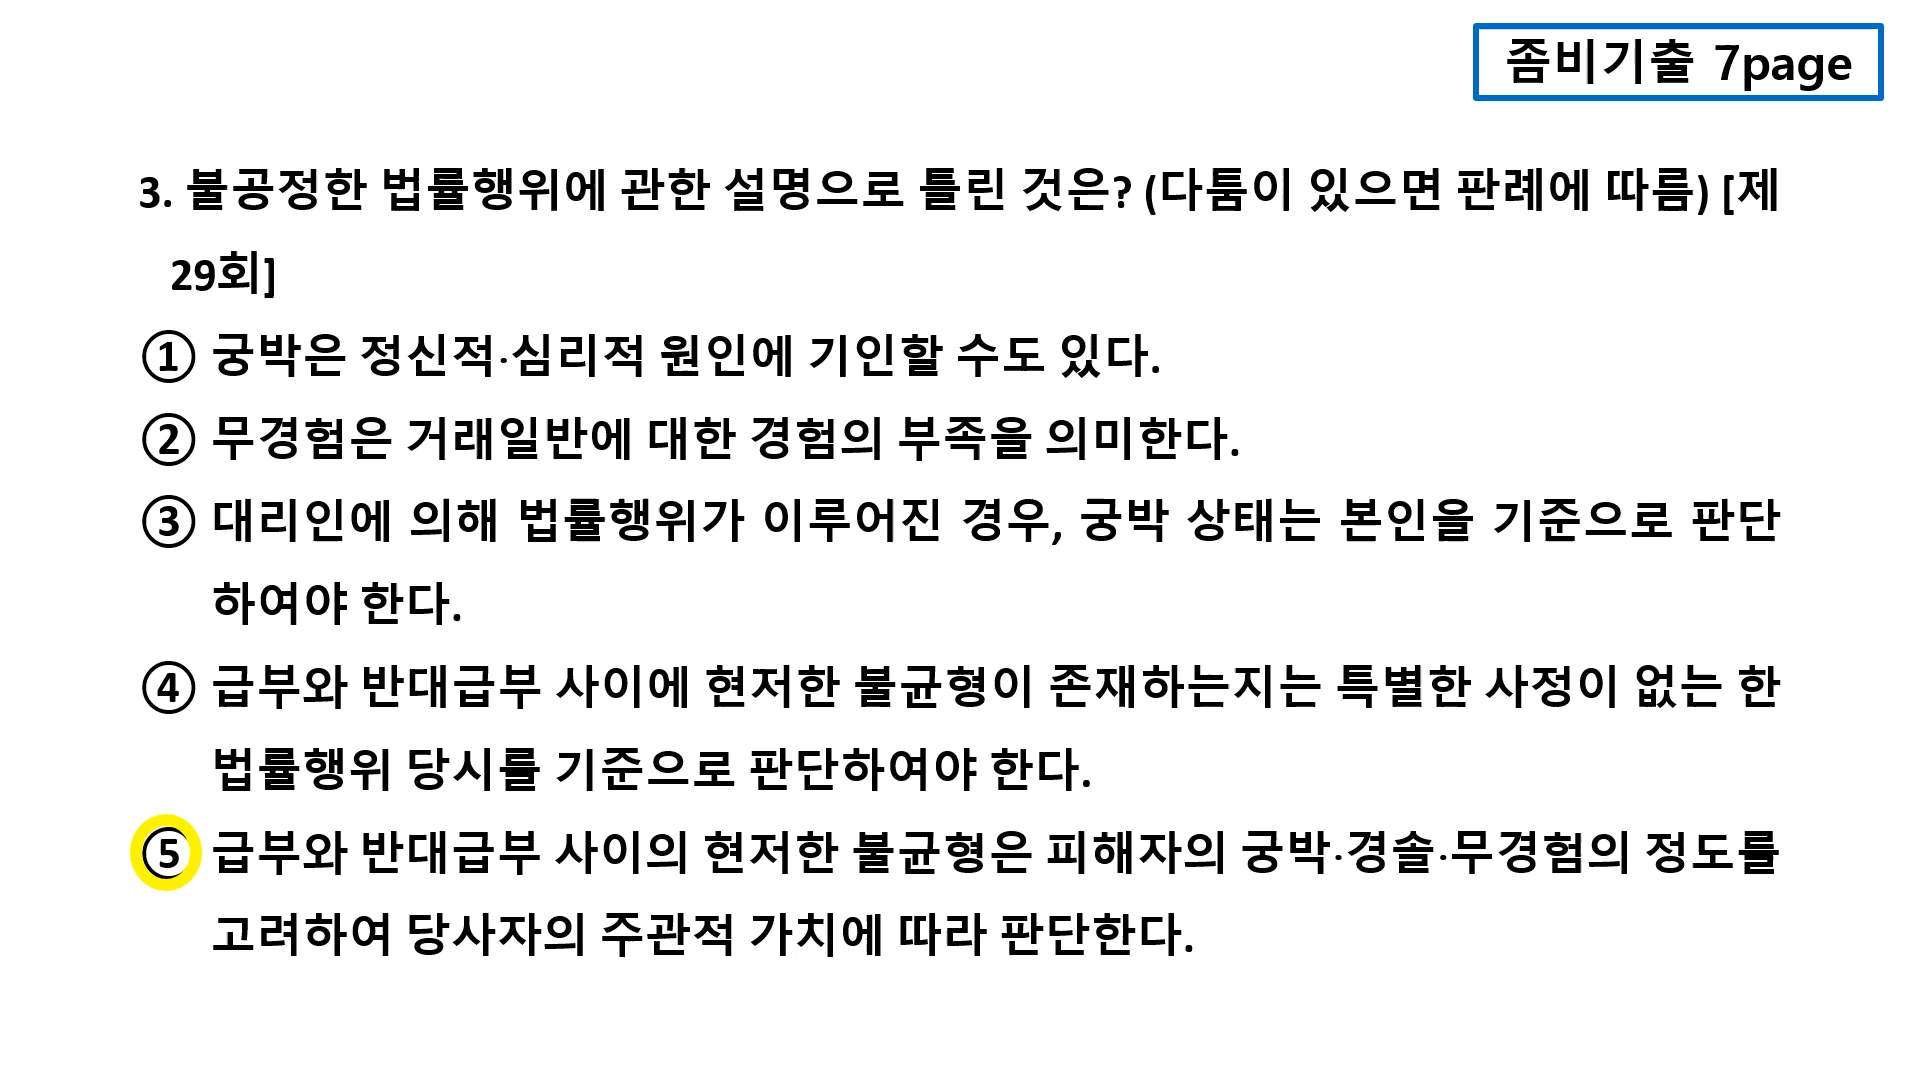 좀비기출 7page
3. 불공정한 법률행위에 관한 설명으로 틀린 것은? (다툼이 있으면 판례에 따름) [제
29회]
① 궁박은 정신적·심리적 원인에 기인할 수도 있다.
② 무경험은 거래일반에 대한 경험의 부족을 의미한다.
③ 대리인에 의해 법률행위가 이루어진 경우, 궁박 상태는 본인을 기준으로 판단
하여야 한다.
④ 급부와 반대급부 사이에 현저한 불균형이 존재하는지는 특별한 사정이 없는 한
법률행위 당시를 기준으로 판단하여야 한다.
⑤ 급부와 반대급부 사이의 현저한 불균형은 피해자의 궁박·경솔·무경험의 정도를
고려하여 당사자의 주관적 가치에 따라 판단한다.